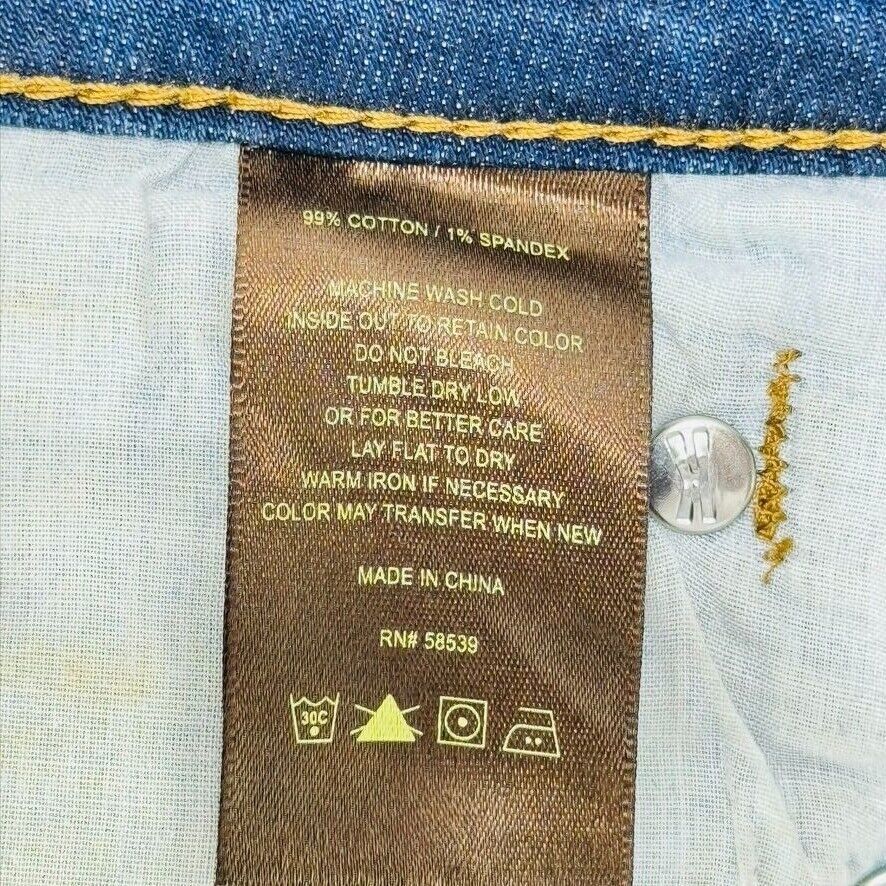 99% COTTON / 1% SPANDEX
MACHINE WASH COLD
INSIDE OUT TO RETAIN COLOR
DO NOT BLEACH
TUMBLE DRY LOW
OR FOR BETTER CARE
LAY FLAT TO DRY
WARM IRON IF NECESSARY
COLOR MAY TRANSFER WHEN NEW
MADE IN CHINA
RN# 58539
30C